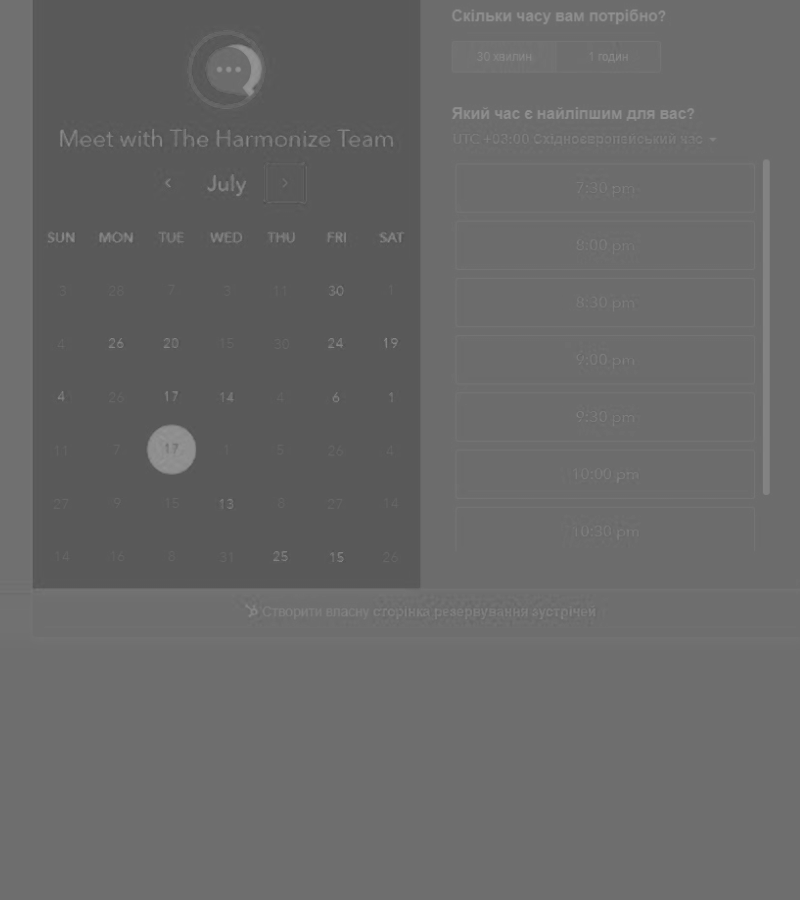 Meet with The Harmonize Team
July
SUN MON TUE WED THU FRI SAT
3 28 7 3 11 30 1
4 26 20 15 30 24 19
4 26 17 14 4 6 1
11 7 17 1 5 26 4
27 9 15 13 8 27 14
14 16 8 31 25 15 26
Скільки часу вам потрібно?
30 хвилин 1 годин
Який час є найліпшим для вас?
UTC +03:00 Східноєвропейський час
7:30 pm
8:00 pm
8:30 pm
9:00 pm
9:30 pm
10:00 pm
10:30 pm
Створити власну сторінка резервування зустрічей